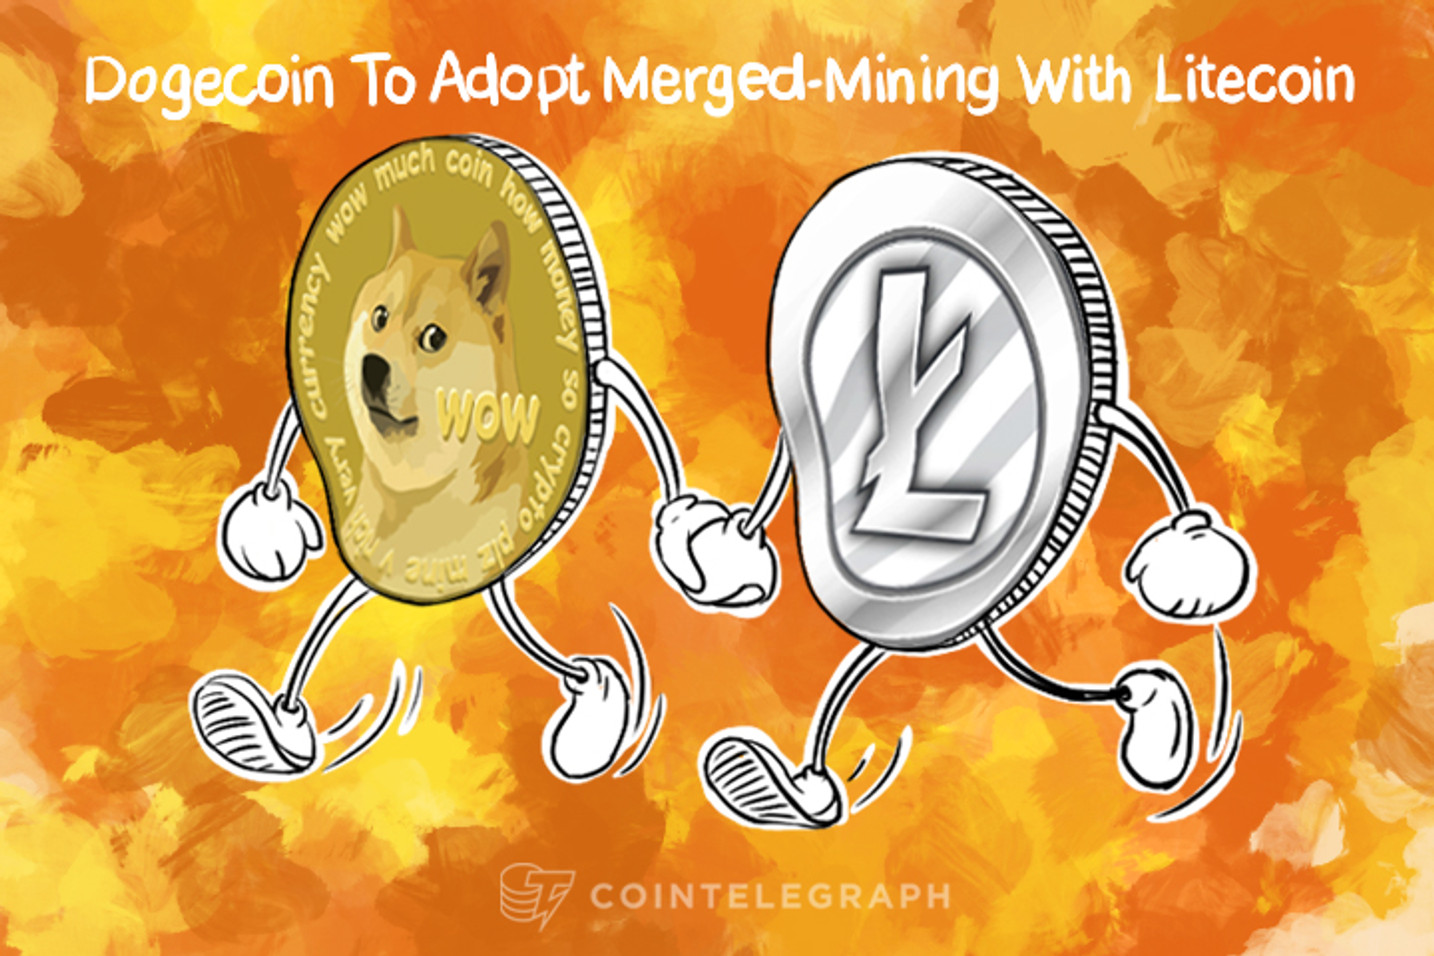 Dogecoin To Adopt Merged-Mining With Litecoin
very currency wow much coin how money so crypto plz mine v rich
wow
Ł
COINTELEGRAPH